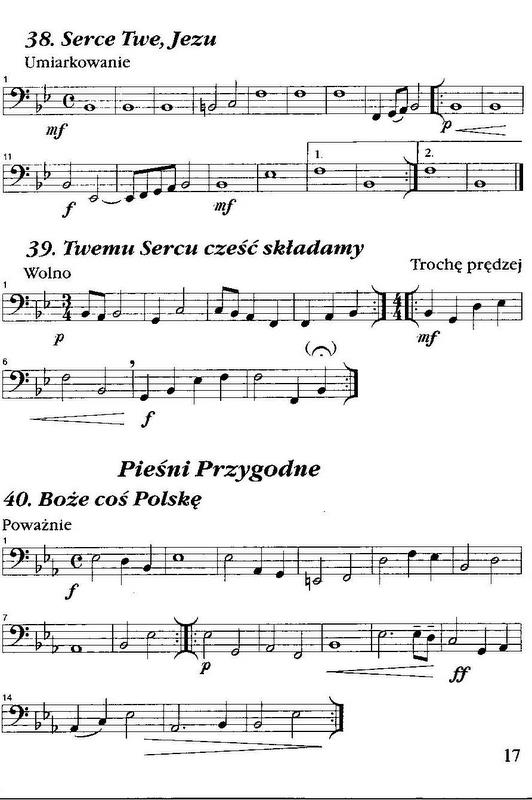 38. Serce Twe, Jezu
Umiarkowanie
1
mf
p
11
1.
2.
f
mf
39. Twemu Sercu cześć składamy
Wolno
Trochę prędzej
1
3
4
4
4
p
mf
6
f
Pieśni Przygodne
40. Boże coś Polskę
Poważnie
1
f
7
p
ff
14
17